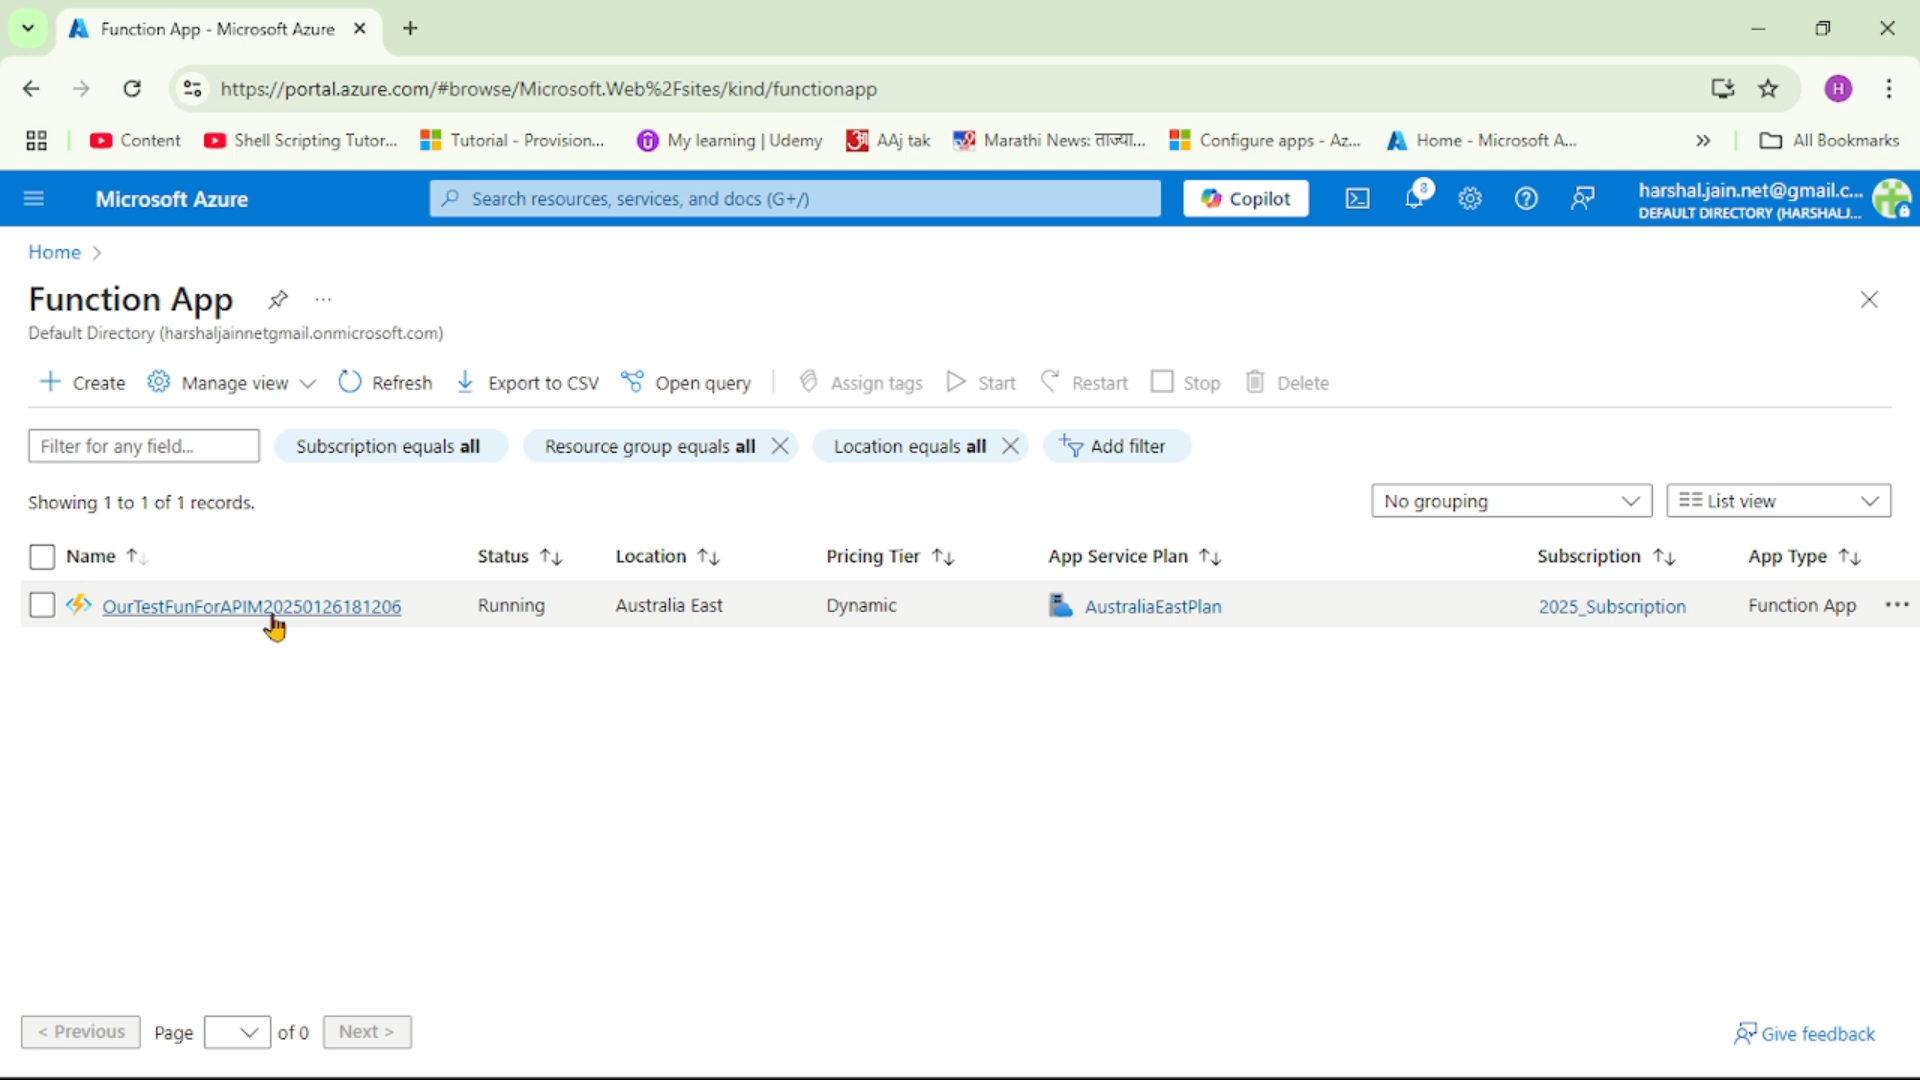 Function App - Microsoft Azure
https://portal.azure.com/#browse/Microsoft.Web%2Fsites/kind/functionapp
H
Content Shell Scripting Tutor... Tutorial - Provision... My learning | Udemy AAj tak Marathi News: ताज्या... Configure apps - Az... Home - Microsoft A... » All Bookmarks
Microsoft Azure Search resources, services, and docs (G+/) Copilot 8 harshal.jain.net@gmail.c...
DEFAULT DIRECTORY (HARSHALJ...
Home >
Function App ...
Default Directory (harshaljainnetgmail.onmicrosoft.com)
+ Create Manage view Refresh Export to CSV Open query Assign tags Start Restart Stop Delete
Filter for any field... Subscription equals all Resource group equals all Location equals all Add filter
Showing 1 to 1 of 1 records. No grouping List view
Name Status Location Pricing Tier App Service Plan Subscription App Type
OurTestFunForAPIM20250126181206 Running Australia East Dynamic AustraliaEastPlan 2025_Subscription Function App ...
< Previous Page of 0 Next > Give feedback